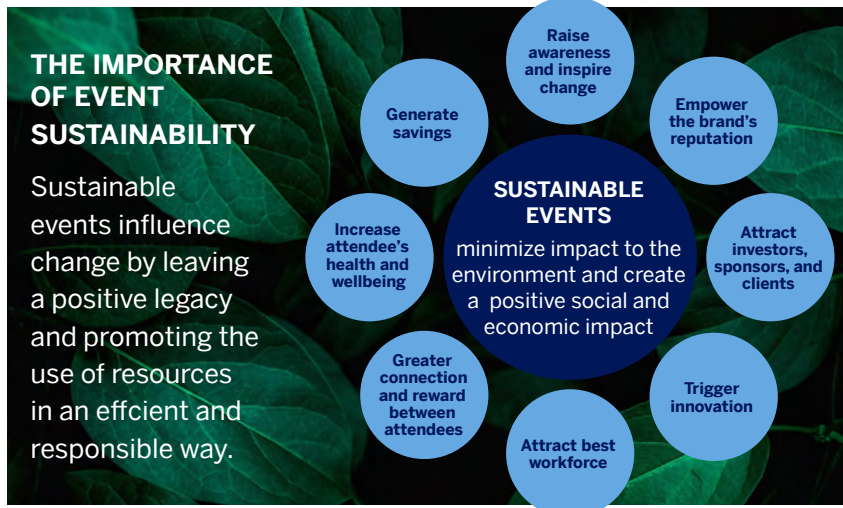 THE IMPORTANCE
OF EVENT
SUSTAINABILITY
Sustainable
events influence
change by leaving
a positive legacy
and promoting the
use of resources
in an effcient and
responsible way.
Raise
awareness
and inspire
change
Empower
the brand’s
reputation
Attract
investors,
sponsors, and
clients
Trigger
innovation
Attract best
workforce
Greater
connection
and reward
between
attendees
Increase
attendee’s
health and
wellbeing
Generate
savings
SUSTAINABLE
EVENTS
minimize impact to the
environment and create
a positive social and
economic impact